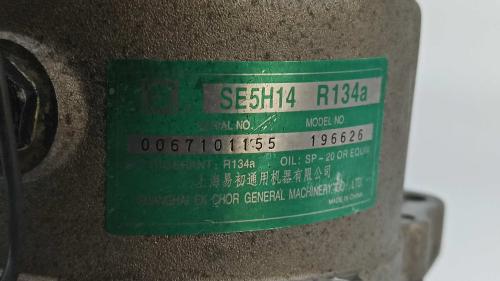 SE5H14 R134a
SERIAL NO. MODEL NO
0067101155 196626
R134a OIL: SP-20 OR EQUIV
上海易初通用机器有限公司
SHANGHAI EK CHOR GENERAL MACHINERY CO., LTD.
MADE IN CHINA